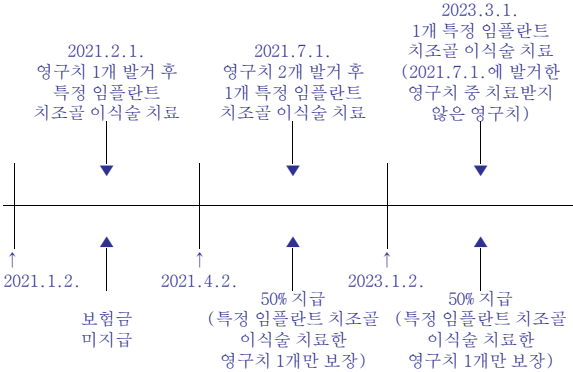 2021.2.1.
영구치 1개 발거 후
특정 임플란트
치조골 이식술 치료
2021.7.1.
영구치 2개 발거 후
1개 특정 임플란트
치조골 이식술 치료
2023.3.1.
1개 특정 임플란트
치조골 이식술 치료
(2021.7.1.에 발거한
영구치 중 치료받지
않은 영구치)
↑
2021.1.2.
↑
2021.4.2.
↑
2023.1.2.
보험금
미지급
50% 지급
(특정 임플란트 치조골
이식술 치료한
영구치 1개만 보장)
50% 지급
(특정 임플란트 치조골
이식술 치료한
영구치 1개만 보장)